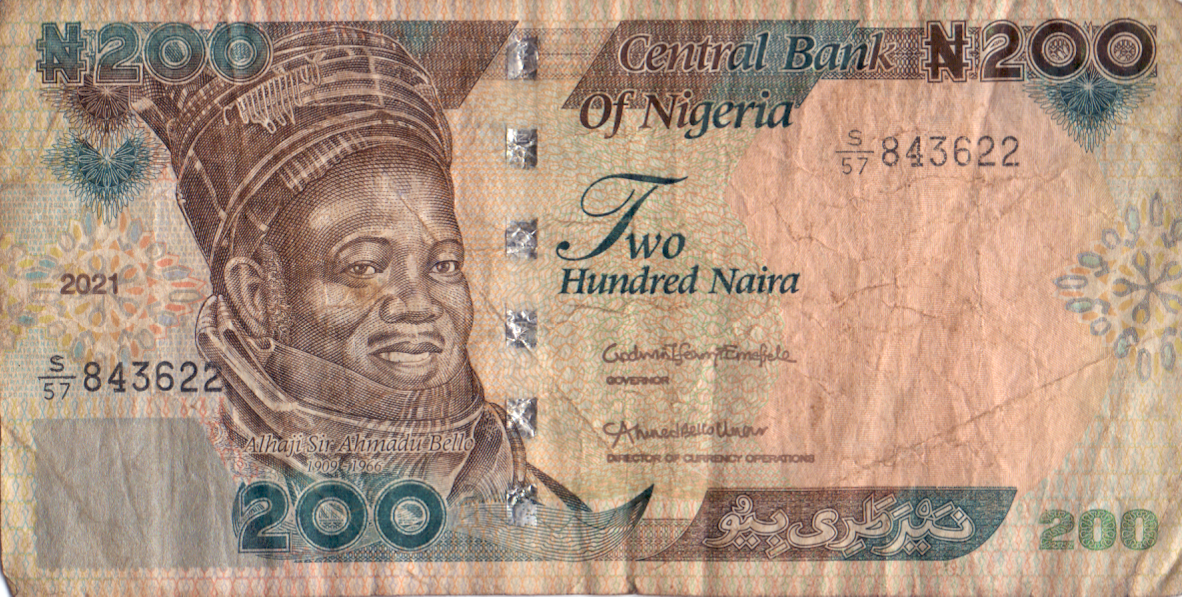 ₦200
Central Bank
Of Nigeria
₦200
S/57 843622
Two
Hundred Naira
2021
S/57 843622
GOVERNOR
DIRECTOR OF CURRENCY OPERATIONS
Alhaji Sir Ahmadu Bello
1909 - 1966
200
نَيْرَ طَرِى بِيُو
200